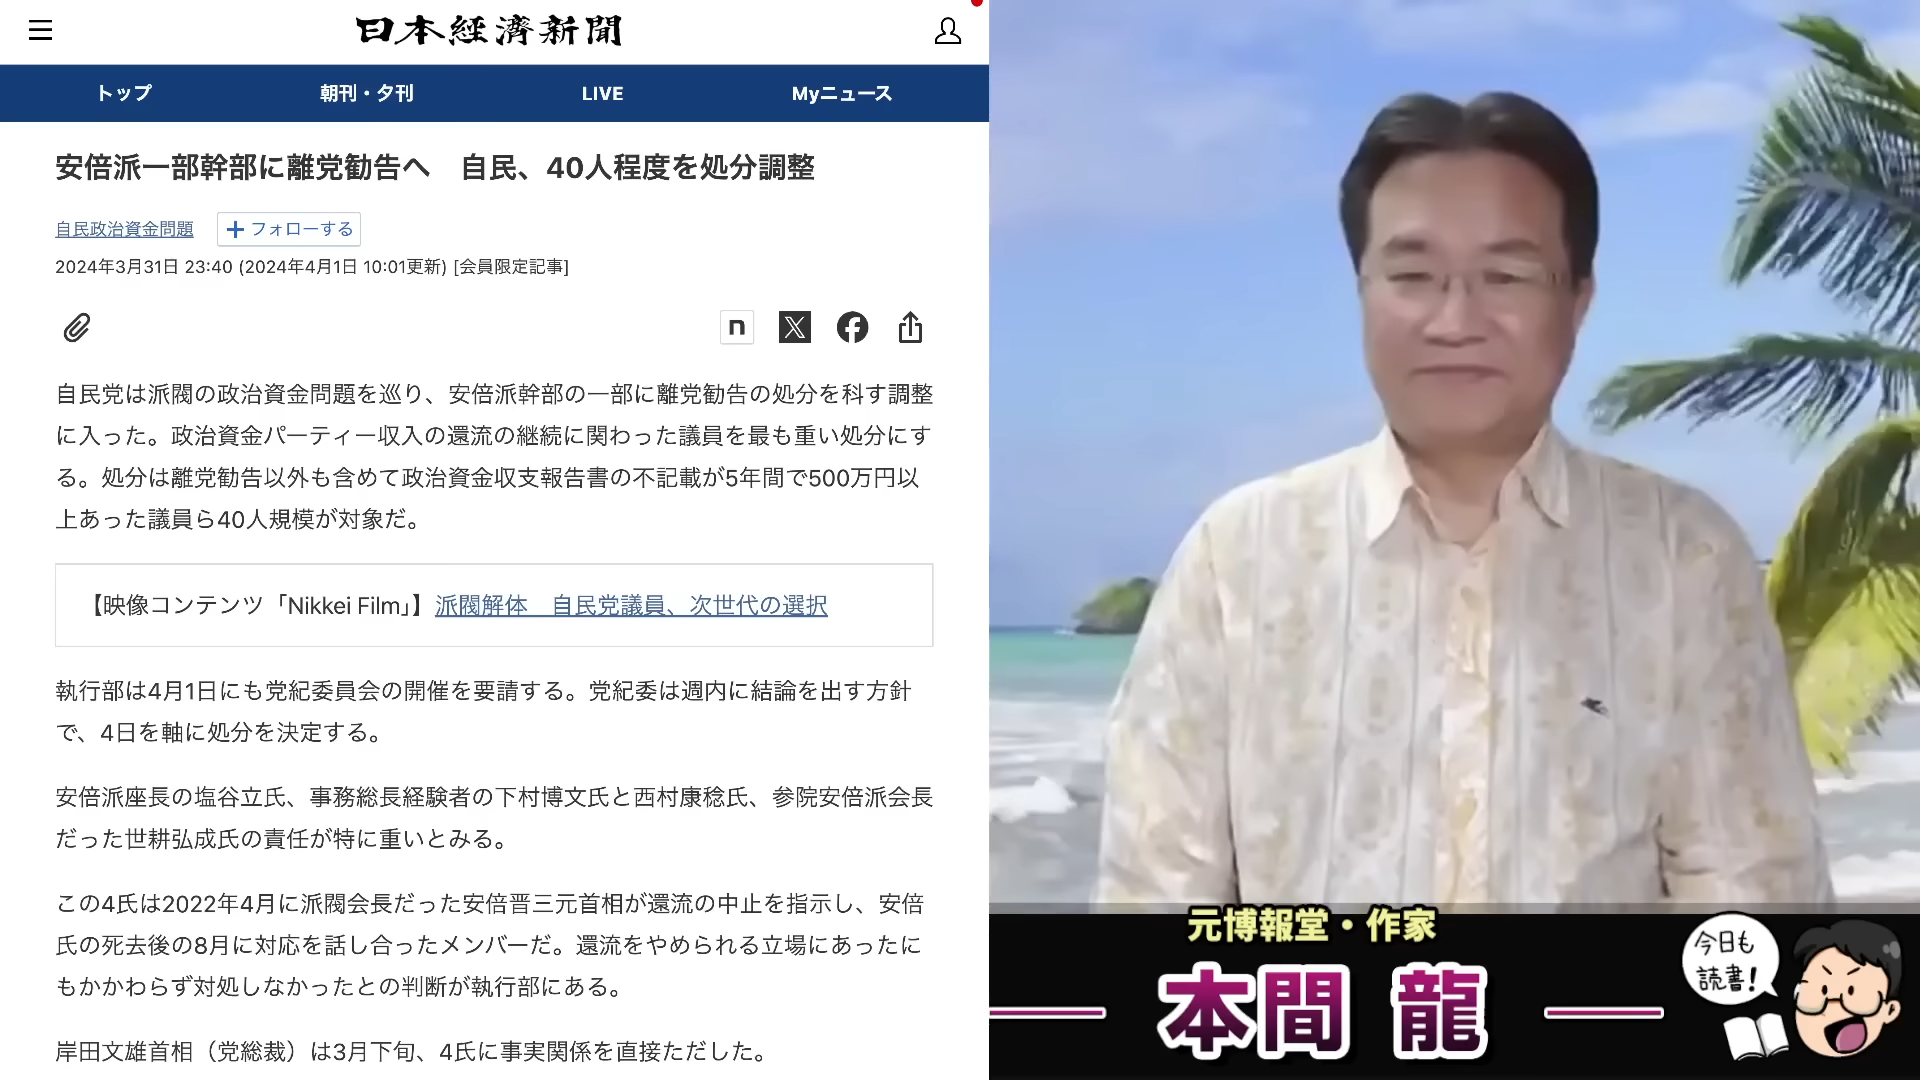 日本経済新聞
トップ
朝刊・夕刊
LIVE
Myニュース
安倍派一部幹部に離党勧告へ　自民、40人程度を処分調整
自民政治資金問題
＋フォローする
2024年3月31日 23:40 (2024年4月1日 10:01更新) [会員限定記事]
自民党は派閥の政治資金問題を巡り、安倍派幹部の一部に離党勧告の処分を科す調整
に入った。政治資金パーティー収入の還流の継続に関わった議員を最も重い処分にす
る。処分は離党勧告以外も含めて政治資金収支報告書の不記載が5年間で500万円以
上あった議員ら40人規模が対象だ。
【映像コンテンツ「Nikkei Film」】派閥解体　自民党議員、次世代の選択
執行部は4月1日にも党紀委員会の開催を要請する。党紀委は週内に結論を出す方針
で、4日を軸に処分を決定する。
安倍派座長の塩谷立氏、事務総長経験者の下村博文氏と西村康稔氏、参院安倍派会長
だった世耕弘成氏の責任が特に重いとみる。
この4氏は2022年4月に派閥会長だった安倍晋三元首相が還流の中止を指示し、安倍
氏の死去後の8月に対応を話し合ったメンバーだ。還流をやめられる立場にあったに
もかかわらず対処しなかったとの判断が執行部にある。
岸田文雄首相（党総裁）は3月下旬、4氏に事実関係を直接ただした。
元博報堂・作家
本間 龍
今日も
読書！